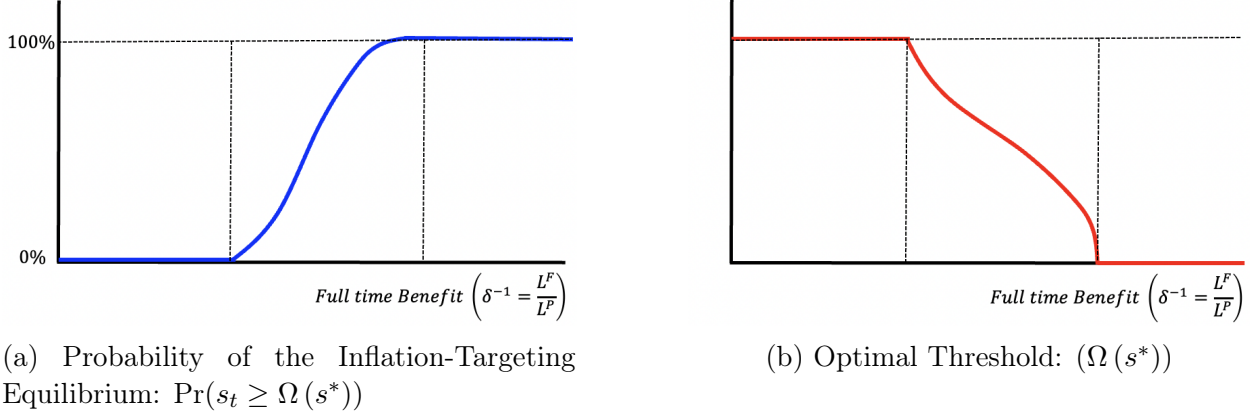 100%
0%
Full time Benefit (δ⁻¹ = L^F/L^P)
(a) Probability of the Inflation-Targeting
Equilibrium: Pr(s_t ≥ Ω (s*))
Full time Benefit (δ⁻¹ = L^F/L^P)
(b) Optimal Threshold: (Ω (s*))